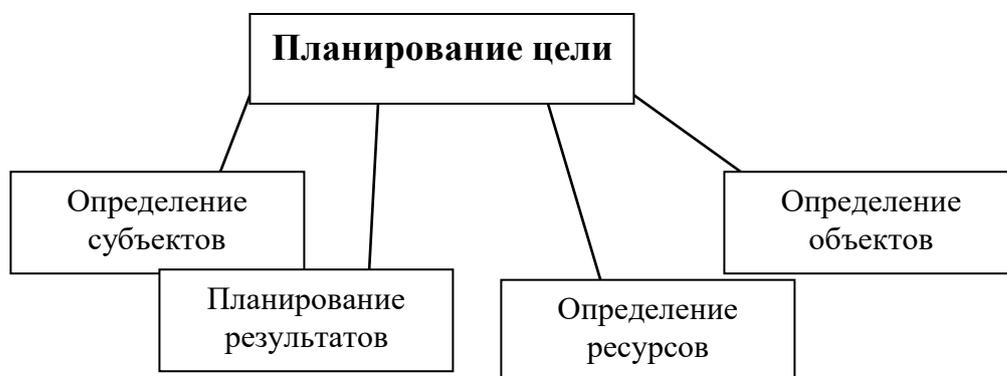 Планирование цели
Определение
субъектов
Определение
объектов
Планирование
результатов
Определение
ресурсов